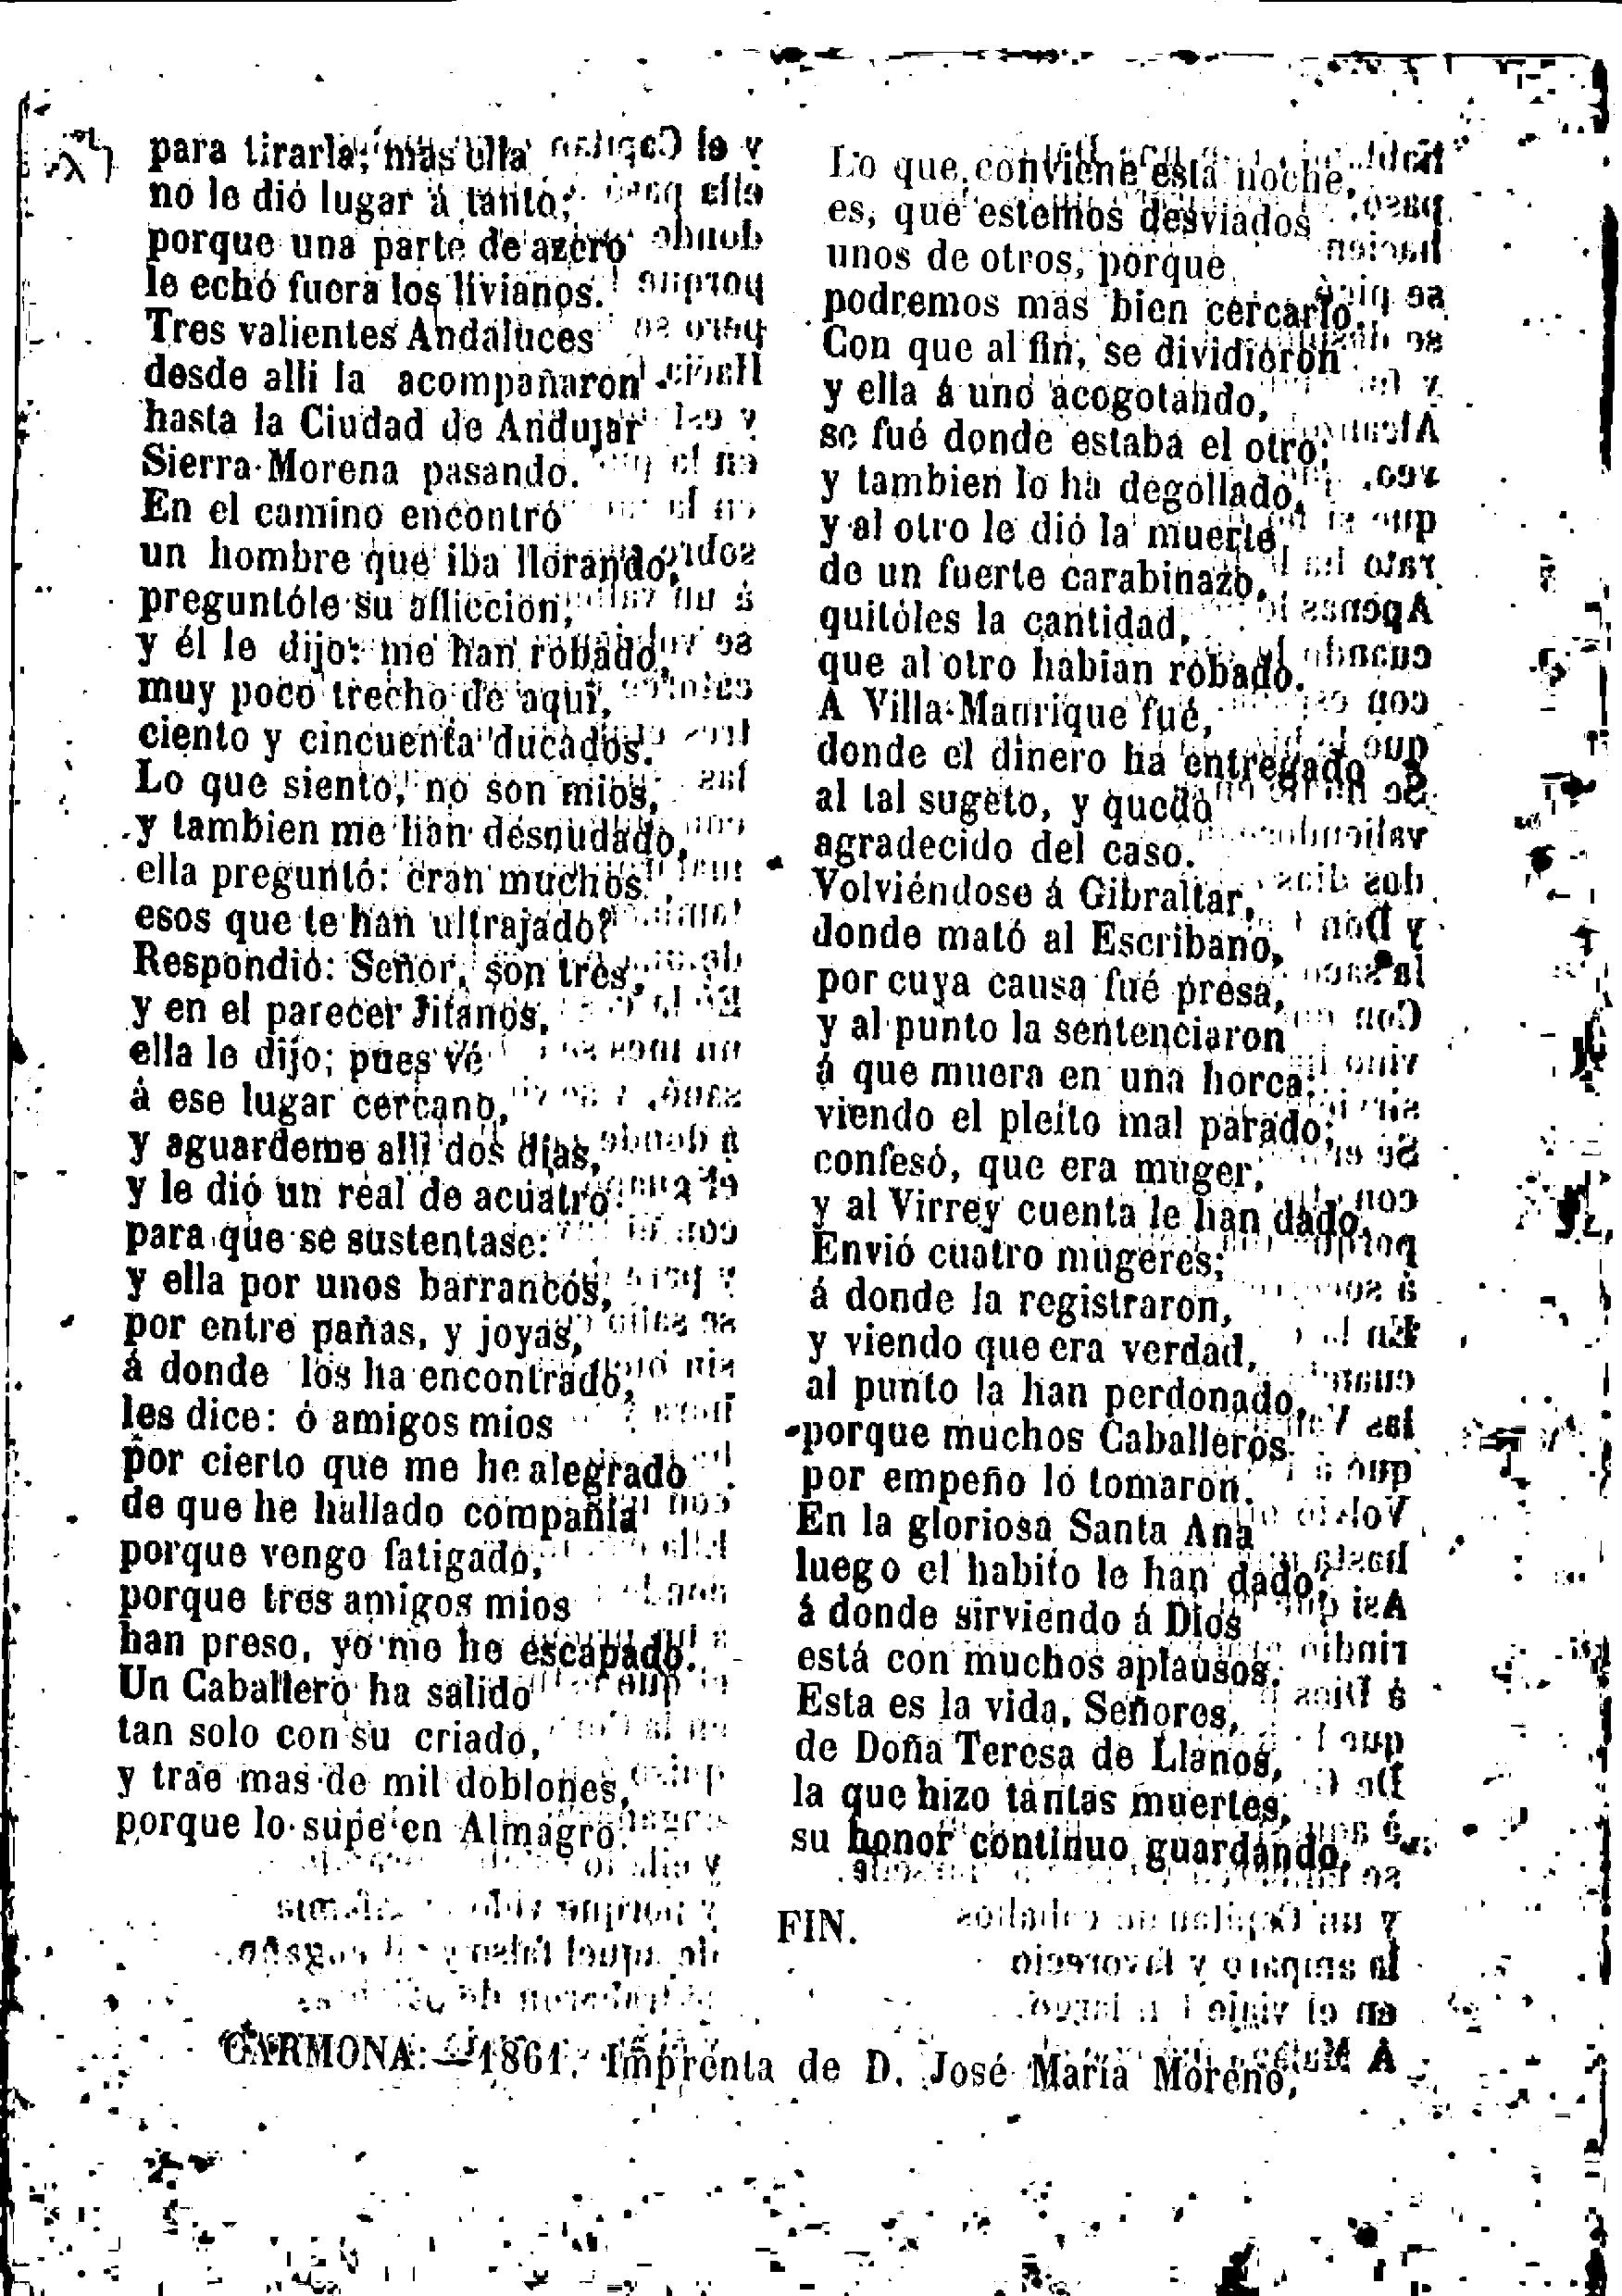 para tirarla; mas ella
no le dió lugar á tanto;
porque una parte de azero
le echó fuera los livianos.
Tres valientes Andaluces
desde alli la acompañaron
hasta la Ciudad de Andujar
Sierra-Morena pasando.
En el camino encontró
un hombre que iba llorando,
preguntóle su afliccion,
y él le dijo: me han robado,
muy poco trecho de aqui,
ciento y cincuenta ducados.
Lo que siento, no son mios,
y tambien me han desnudado,
ella preguntó: eran muchos
esos que te han ultrajado?
Respondió: Señor, son tres,
y en el parecer Jitanos,
ella le dijo; pues vé
á ese lugar cercano,
y aguardeme alli dos dias,
y le dió un real de acuatro
para que se sustentase:
y ella por unos barrancos,
por entre pañas, y joyas,
á donde los ha encontrado,
les dice: ó amigos mios
por cierto que me he alegrado
de que he hallado compañia
porque vengo fatigado,
porque tres amigos mios
han preso, yo me he escapado.
Un Caballero ha salido
tan solo con su criado,
y trae mas de mil doblones,
porque lo supe en Almagro.
Lo que conviene esta noche,
es, que estemos desviados
unos de otros, porque
podremos mas bien cercarlo.
Con que al fin, se dividieron
y ella á uno acogotando,
se fué donde estaba el otro;
y tambien lo ha degollado,
y al otro le dió la muerte
de un fuerte carabinazo,
quitóles la cantidad,
que al otro habian robado.
A Villa-Manrique fué,
donde el dinero ha entregado
al tal sugeto, y quedó
agradecido del caso.
Volviéndose á Gibraltar,
donde mató al Escribano,
por cuya causa fué presa,
y al punto la sentenciaron
á que muera en una horca;
viendo el pleito mal parado;
confesó, que era muger,
y al Virrey cuenta le han dado.
Envió cuatro mugeres;
á donde la registraron,
y viendo que era verdad,
al punto la han perdonado,
porque muchos Caballeros
por empeño lo tomaron.
En la gloriosa Santa Ana
luego el habito le han dado,
á donde sirviendo á Dios
está con muchos aplausos.
Esta es la vida, Señores,
de Doña Teresa de Llanos,
la que hizo tantas muertes,
su honor continuo guardando.
FIN.
CARMONA:—1861. Imprenta de D. José María Moreno.